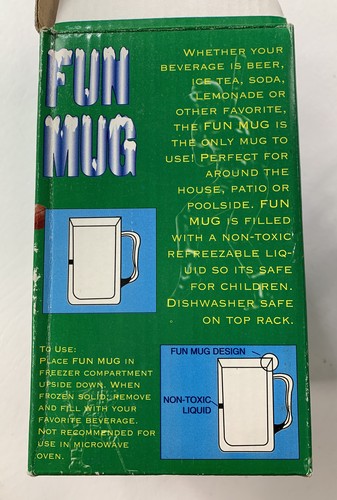 FUN
MUG
WHETHER YOUR
BEVERAGE IS BEER,
ICE TEA, SODA,
LEMONADE OR
OTHER FAVORITE,
THE FUN MUG IS
THE ONLY MUG TO
USE! PERFECT FOR
AROUND THE
HOUSE, PATIO OR
POOLSIDE. FUN
MUG IS FILLED
WITH A NON-TOXIC
REFREEZABLE LIQ-
UID SO ITS SAFE
FOR CHILDREN.
DISHWASHER SAFE
ON TOP RACK.
TO USE:
PLACE FUN MUG IN
FREEZER COMPARTMENT
UPSIDE DOWN. WHEN
FROZEN SOLID, REMOVE
AND FILL WITH YOUR
FAVORITE BEVERAGE.
NOT RECOMMENDED FOR
USE IN MICROWAVE
OVEN.
FUN MUG DESIGN
NON-TOXIC
LIQUID